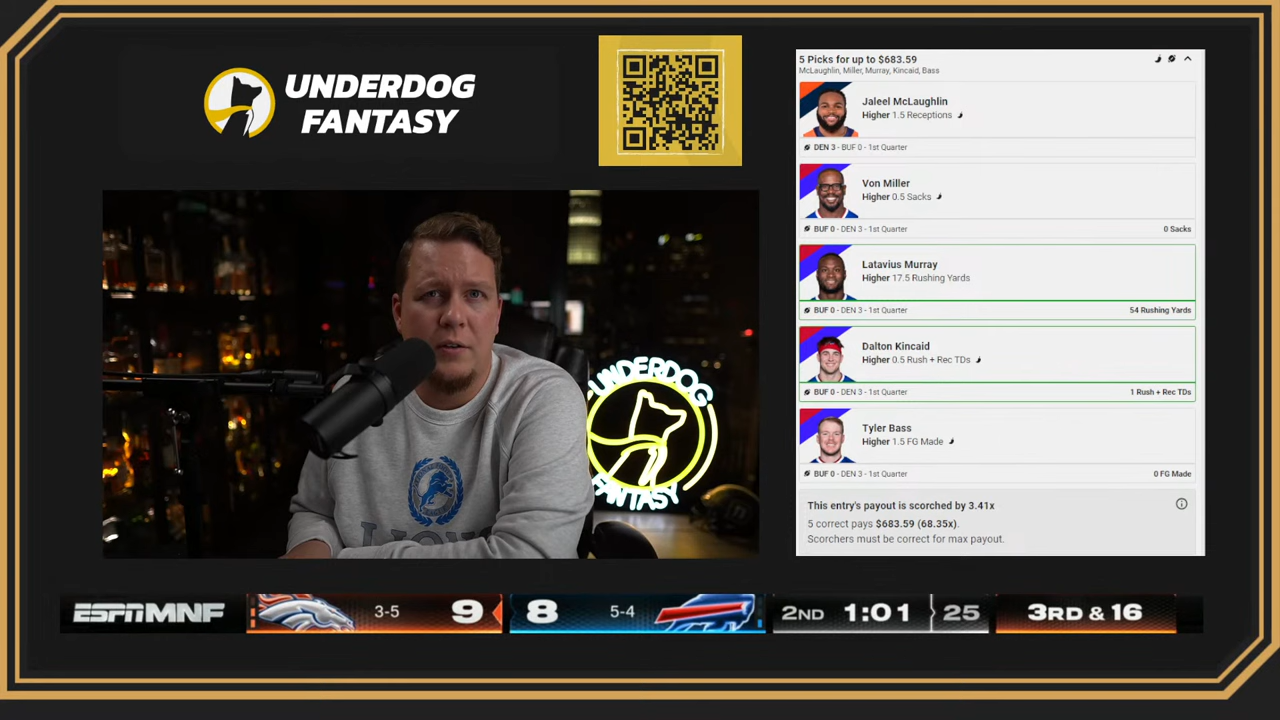 UNDERDOG
FANTASY
5 Picks for up to $683.59
McLaughlin, Miller, Murray, Kincaid, Bass
Jaleel McLaughlin
Higher 1.5 Receptions
DEN 3 - BUF 0 - 1st Quarter
Von Miller
Higher 0.5 Sacks
BUF 0 - DEN 3 - 1st Quarter
0 Sacks
Latavius Murray
Higher 17.5 Rushing Yards
BUF 0 - DEN 3 - 1st Quarter
54 Rushing Yards
Dalton Kincaid
Higher 0.5 Rush + Rec TDs
BUF 0 - DEN 3 - 1st Quarter
1 Rush + Rec TDs
Tyler Bass
Higher 1.5 FG Made
BUF 0 - DEN 3 - 1st Quarter
0 FG Made
This entry's payout is scorched by 3.41x
5 correct pays $683.59 (68.35x).
Scorchers must be correct for max payout.
UNDERDOG
FANTASY
LIONS
ESPN MNF
3-5
9
8
5-4
2ND
1:01
25
3RD & 16